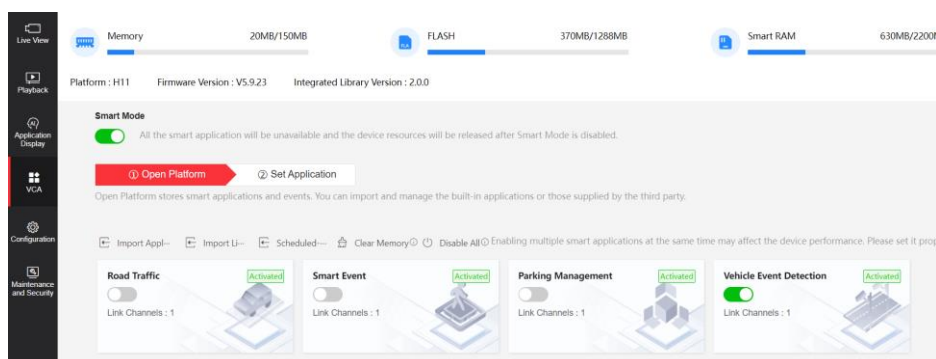 Live View
Playback
Application
Display
VCA
Configuration
Maintenance
and Security
Memory 20MB/150MB FLASH 370MB/1288MB Smart RAM 630MB/2200M
Platform : H11 Firmware Version : V5.9.23 Integrated Library Version : 2.0.0
Smart Mode
All the smart application will be unavailable and the device resources will be released after Smart Mode is disabled.
① Open Platform ② Set Application
Open Platform stores smart applications and events. You can import and manage the built-in applications or those supplied by the third party.
Import Appl-- Import Li-- Scheduled--- Clear Memory Disable All Enabling multiple smart applications at the same time may affect the device performance. Please set it prop
Road Traffic Activated Smart Event Activated Parking Management Activated Vehicle Event Detection Activated
Link Channels : 1 Link Channels : 1 Link Channels : 1 Link Channels : 1